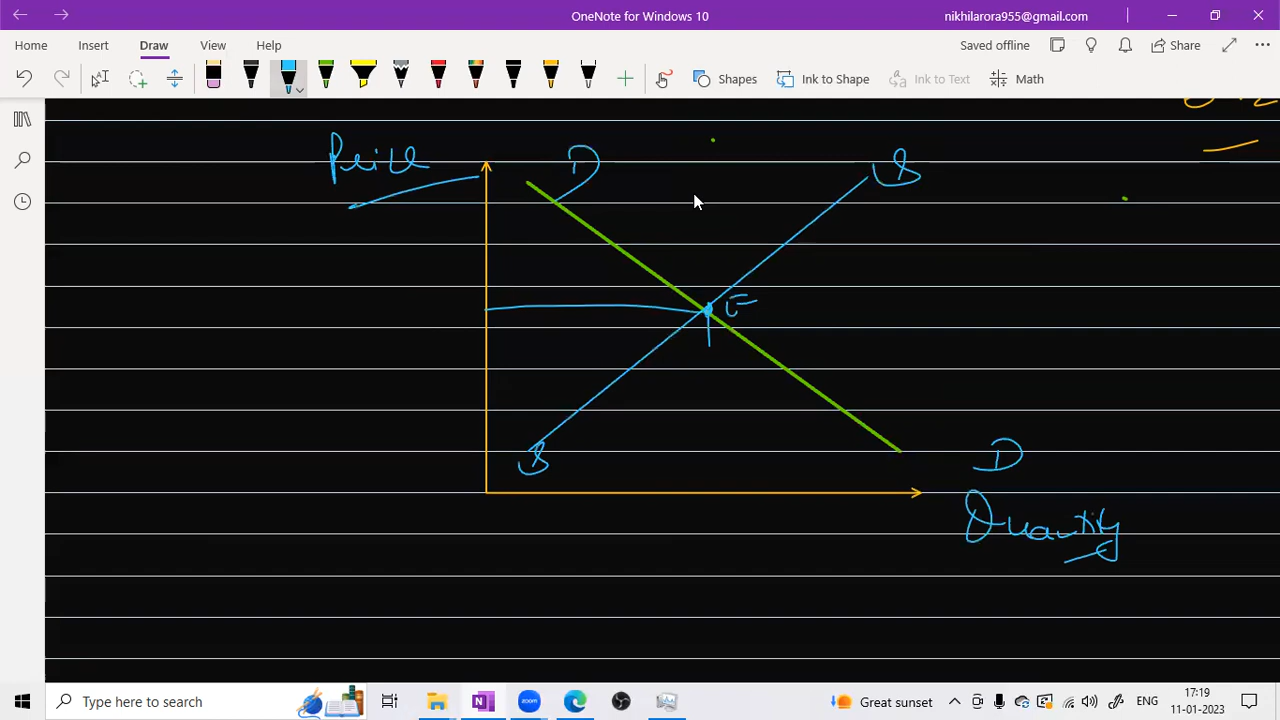 OneNote for Windows 10
nikhilarora955@gmail.com
Home Insert Draw View Help
Saved offline
Share
Shapes
Ink to Shape
Ink to Text
Math
Price
D
S
E
S
D
Quantity
Type here to search
zoom
Great sunset
ENG
17:19
11-01-2023